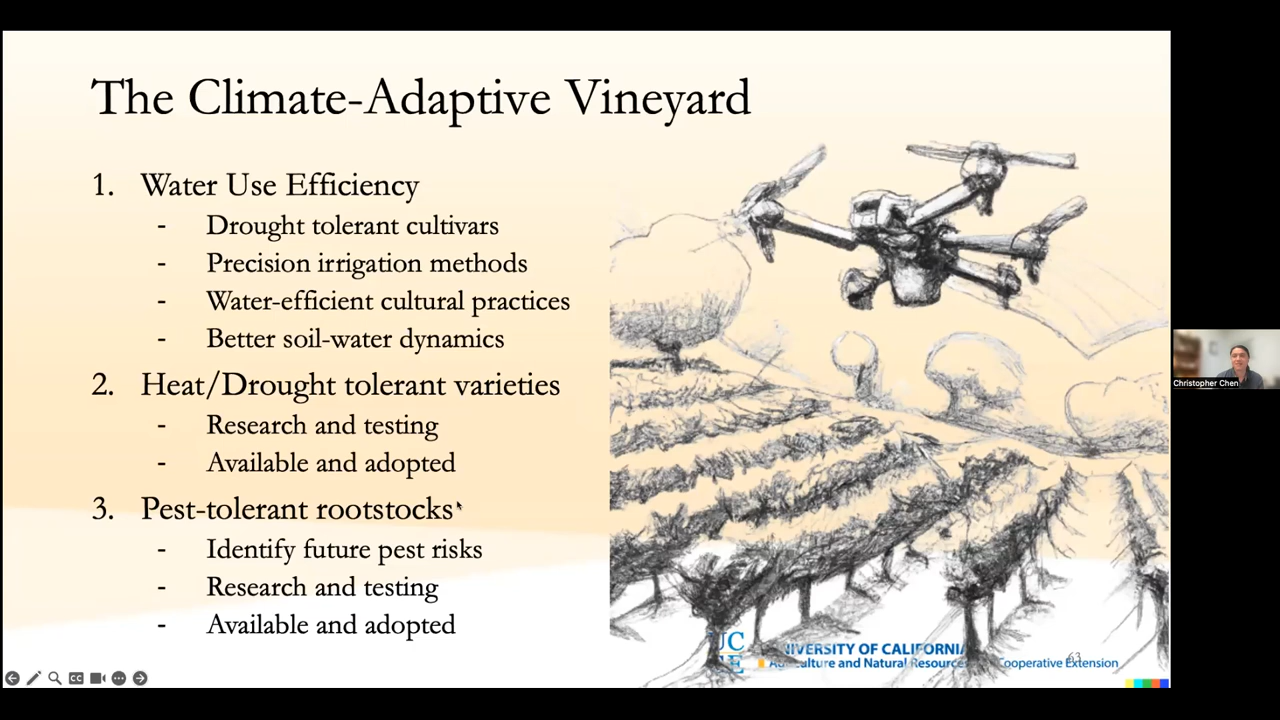 The Climate-Adaptive Vineyard
1. Water Use Efficiency
- Drought tolerant cultivars
- Precision irrigation methods
- Water-efficient cultural practices
- Better soil-water dynamics
2. Heat/Drought tolerant varieties
- Research and testing
- Available and adopted
3. Pest-tolerant rootstocks
- Identify future pest risks
- Research and testing
- Available and adopted
UNIVERSITY OF CALIFORNIA
Agriculture and Natural Resources Cooperative Extension
63
Christopher Chen
CC